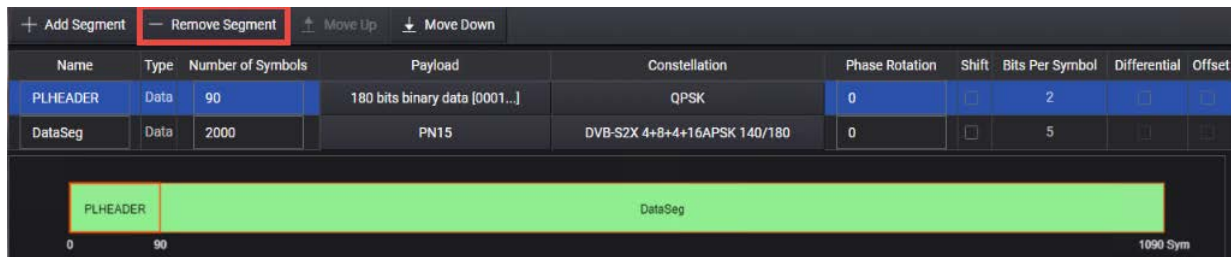 Add Segment Remove Segment Move Up Move Down
Name Type Number of Symbols Payload Constellation Phase Rotation Shift Bits Per Symbol Differential Offset
PLHEADER Data 90 180 bits binary data [0001...] QPSK 0 2
DataSeg Data 2000 PN15 DVB-S2X 4+8+4+16APSK 140/180 0 5
PLHEADER DataSeg
0 90 1090 Sym